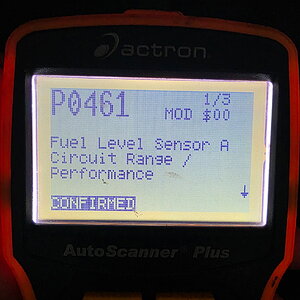 actron
P0461
1/3
MOD $00
Fuel Level Sensor A
Circuit Range /
Performance
CONFIRMED
AutoScanner® Plus